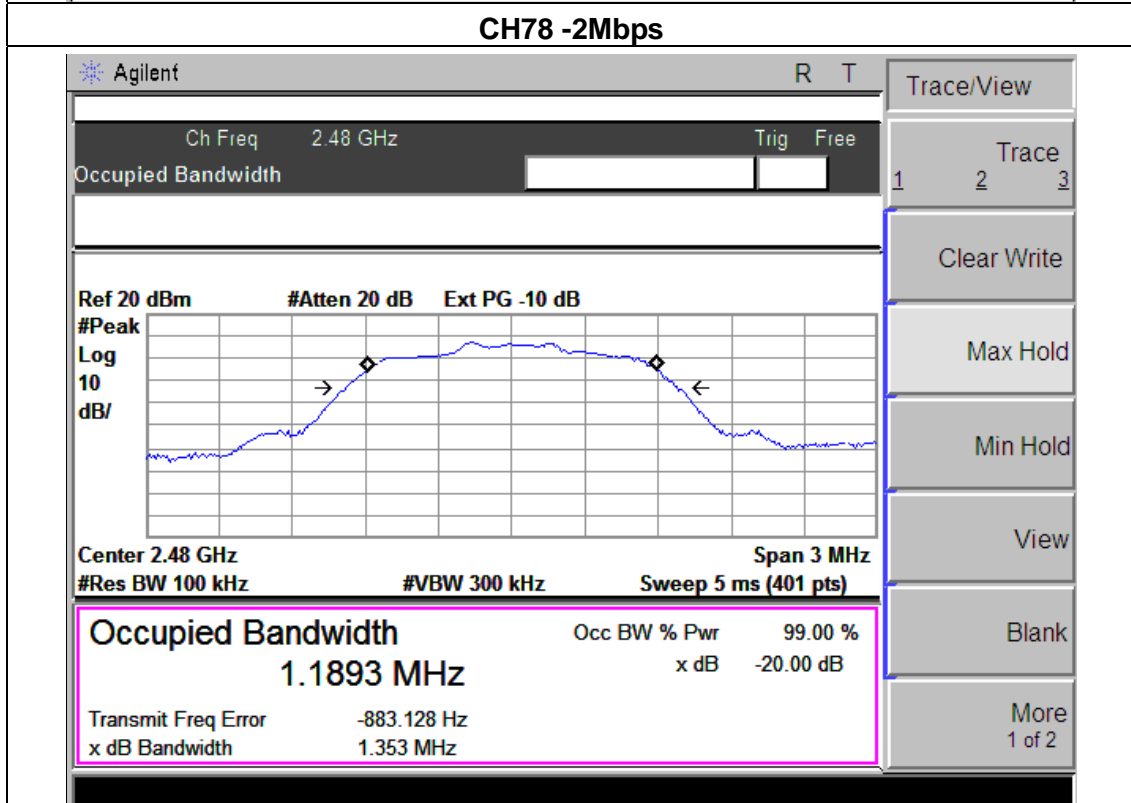 CH78 -2Mbps
Agilent R T
Ch Freq 2.48 GHz Trig Free
Occupied Bandwidth
Ref 20 dBm #Atten 20 dB Ext PG -10 dB
#Peak
Log
10
dB/
Center 2.48 GHz Span 3 MHz
#Res BW 100 kHz #VBW 300 kHz Sweep 5 ms (401 pts)
Occupied Bandwidth Occ BW % Pwr 99.00 %
1.1893 MHz x dB -20.00 dB
Transmit Freq Error -883.128 Hz
x dB Bandwidth 1.353 MHz
Trace/View
Trace
1 2 3
Clear Write
Max Hold
Min Hold
View
Blank
More
1 of 2